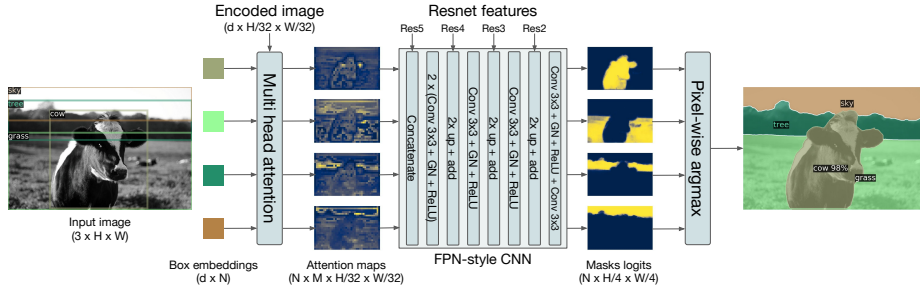 Encoded image
(d x H/32 x W/32)
Resnet features
Res5
Res4
Res3
Res2
sky
tree
cow
grass
Input image
(3 x H x W)
Box embeddings
(d x N)
Multi head attention
Attention maps
(N x M x H/32 x W/32)
Concatenate
2 x (Conv 3x3 + GN + ReLU)
2x up + add
Conv 3x3 + GN + ReLU
2x up + add
Conv 3x3 + GN + ReLU
2x up + add
Conv 3x3 + GN + ReLU + Conv 3x3
FPN-style CNN
Masks logits
(N x H/4 x W/4)
Pixel-wise argmax
sky
tree
cow 98%
grass